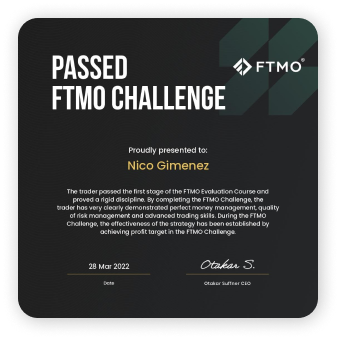 PASSED
FTMO CHALLENGE
FTMO®
Proudly presented to:
Nico Gimenez
The trader passed the first stage of the FTMO Evaluation Course and
proved a rigid discipline. By completing the FTMO Challenge, the
trader has very clearly demonstrated perfect money management, quality
of risk management and advanced trading skills. During the FTMO
Challenge, the effectiveness of the strategy has been established by
achieving profit target in the FTMO Challenge.
28 Mar 2022
Otakar S.
Date
Otakar Suffner CEO